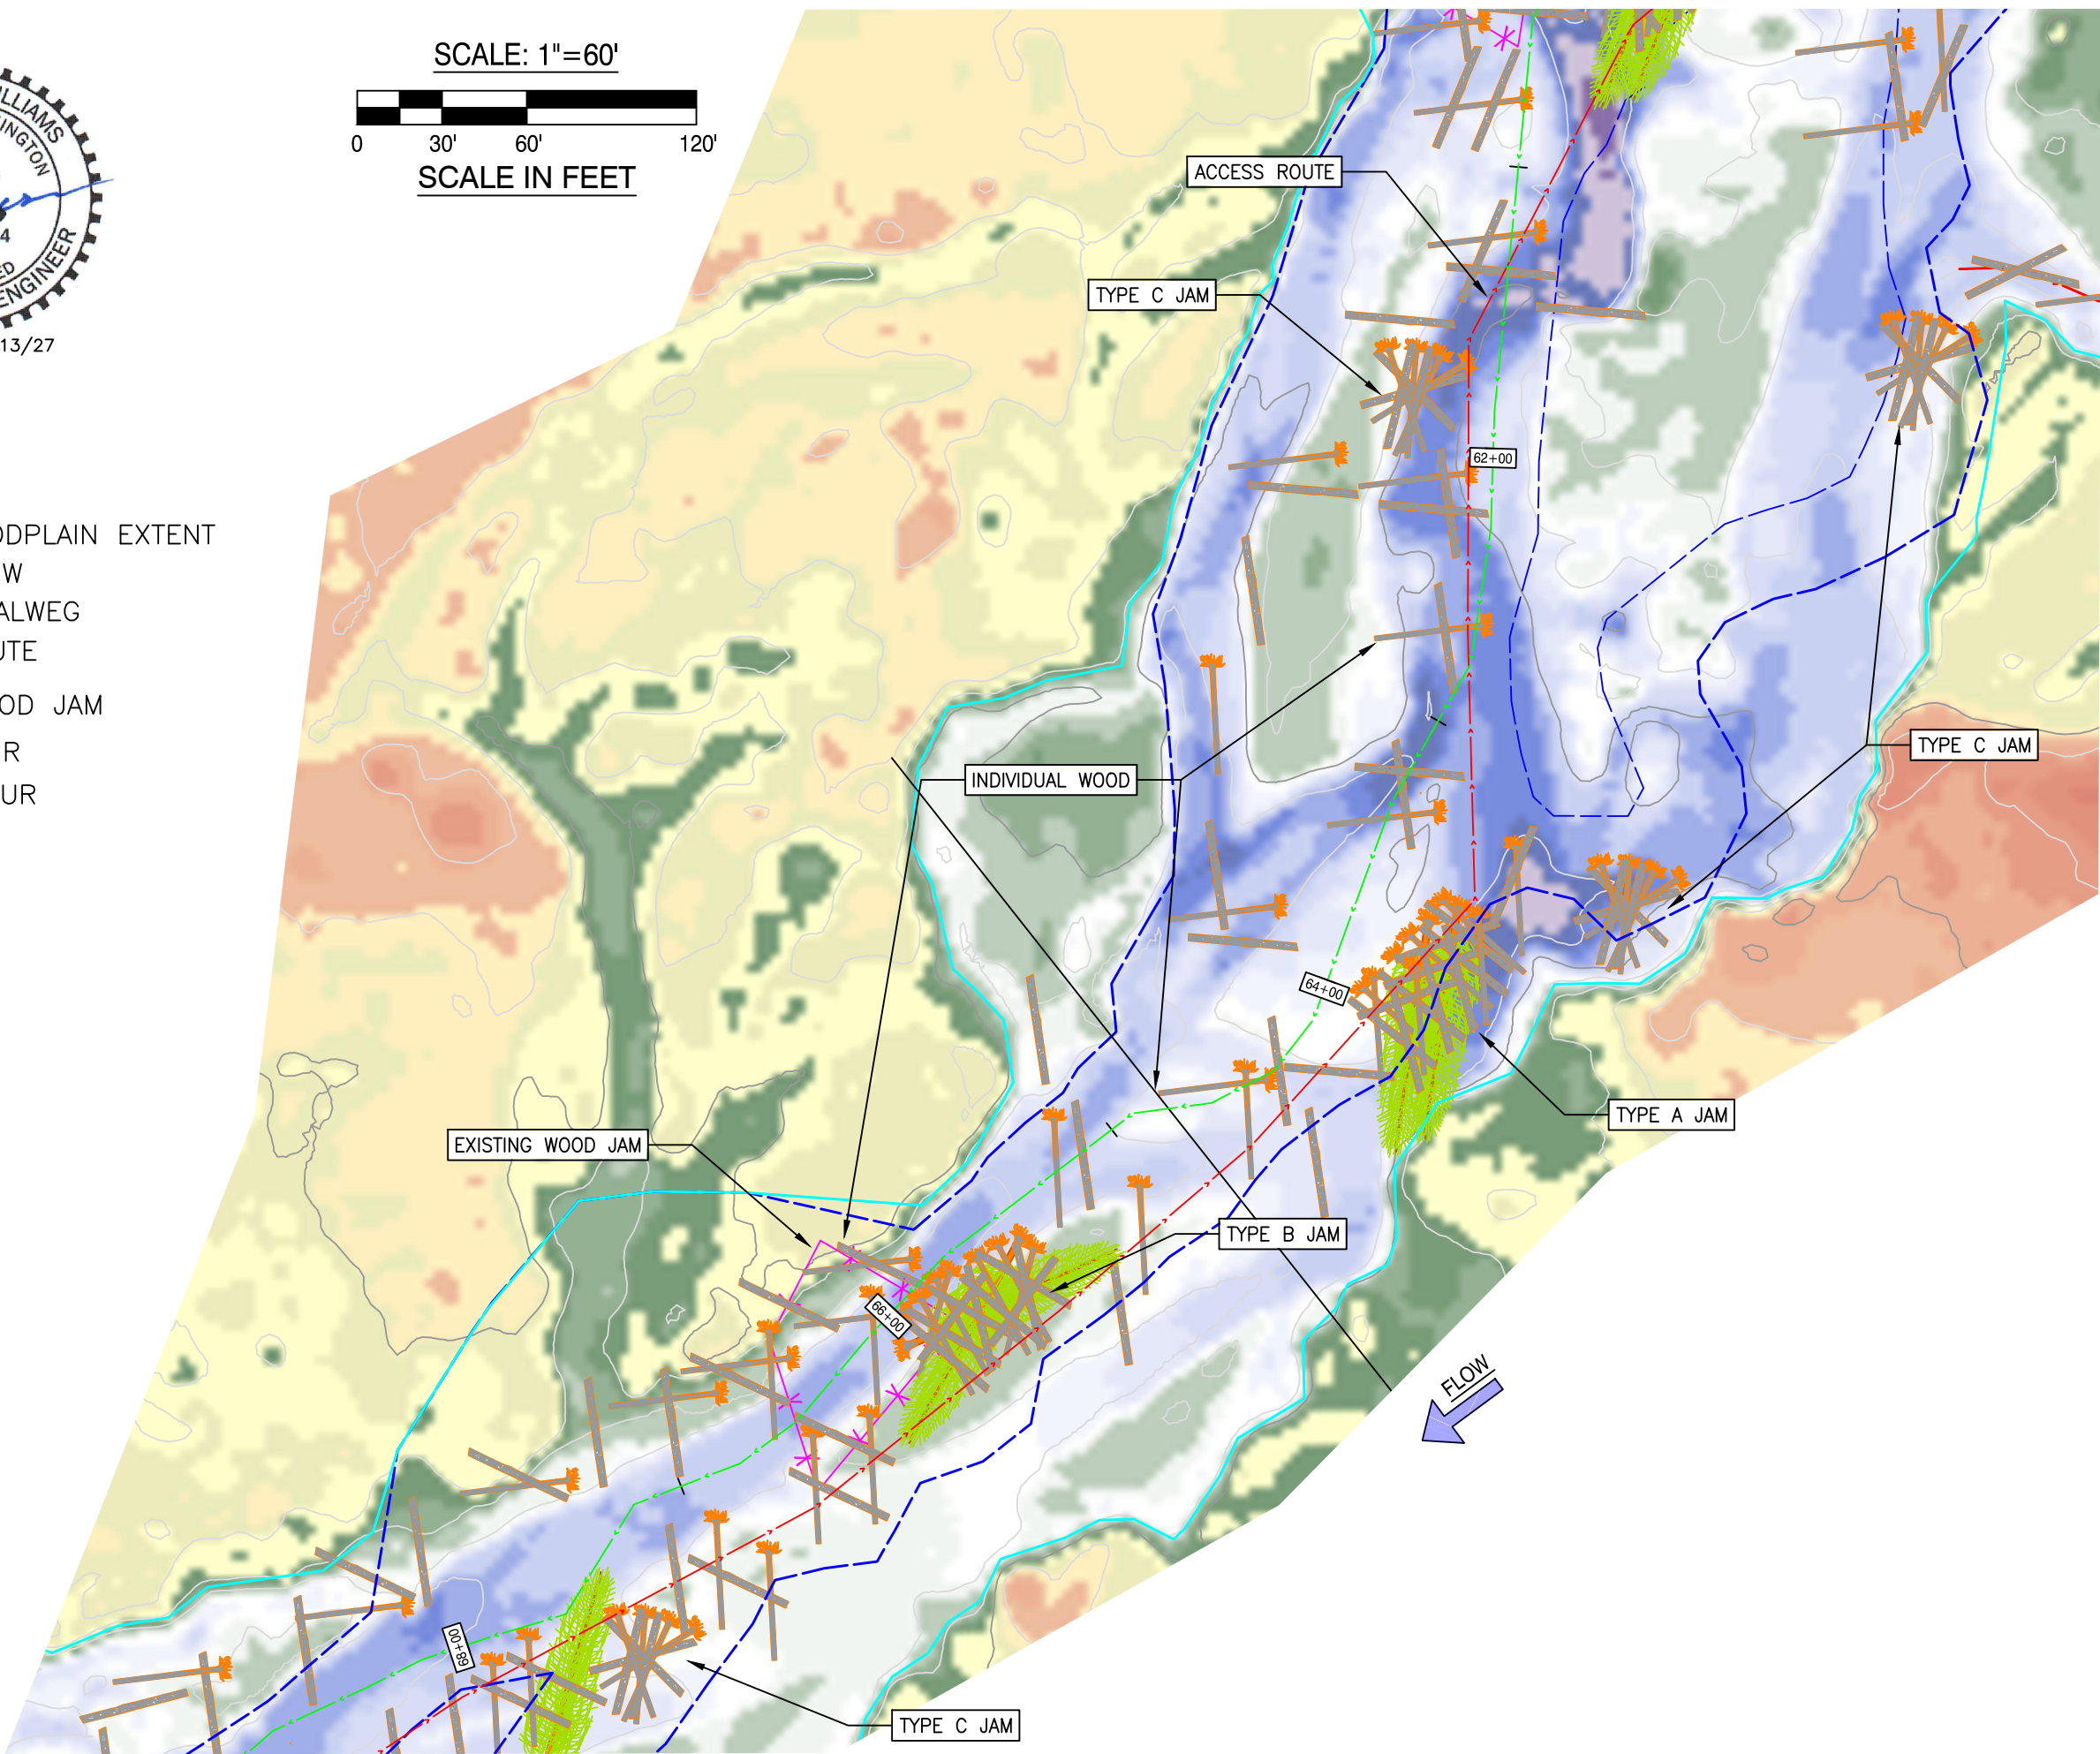 SCALE: 1"=60'
0 30' 60' 120'
SCALE IN FEET
LLIAMS
ENGINEER
13/27
ODPLAIN EXTENT
W
ALWEG
UTE
OD JAM
R
UR
ACCESS ROUTE
TYPE C JAM
62+00
TYPE C JAM
INDIVIDUAL WOOD
64+00
TYPE A JAM
EXISTING WOOD JAM
TYPE B JAM
66+00
FLOW
68+00
TYPE C JAM